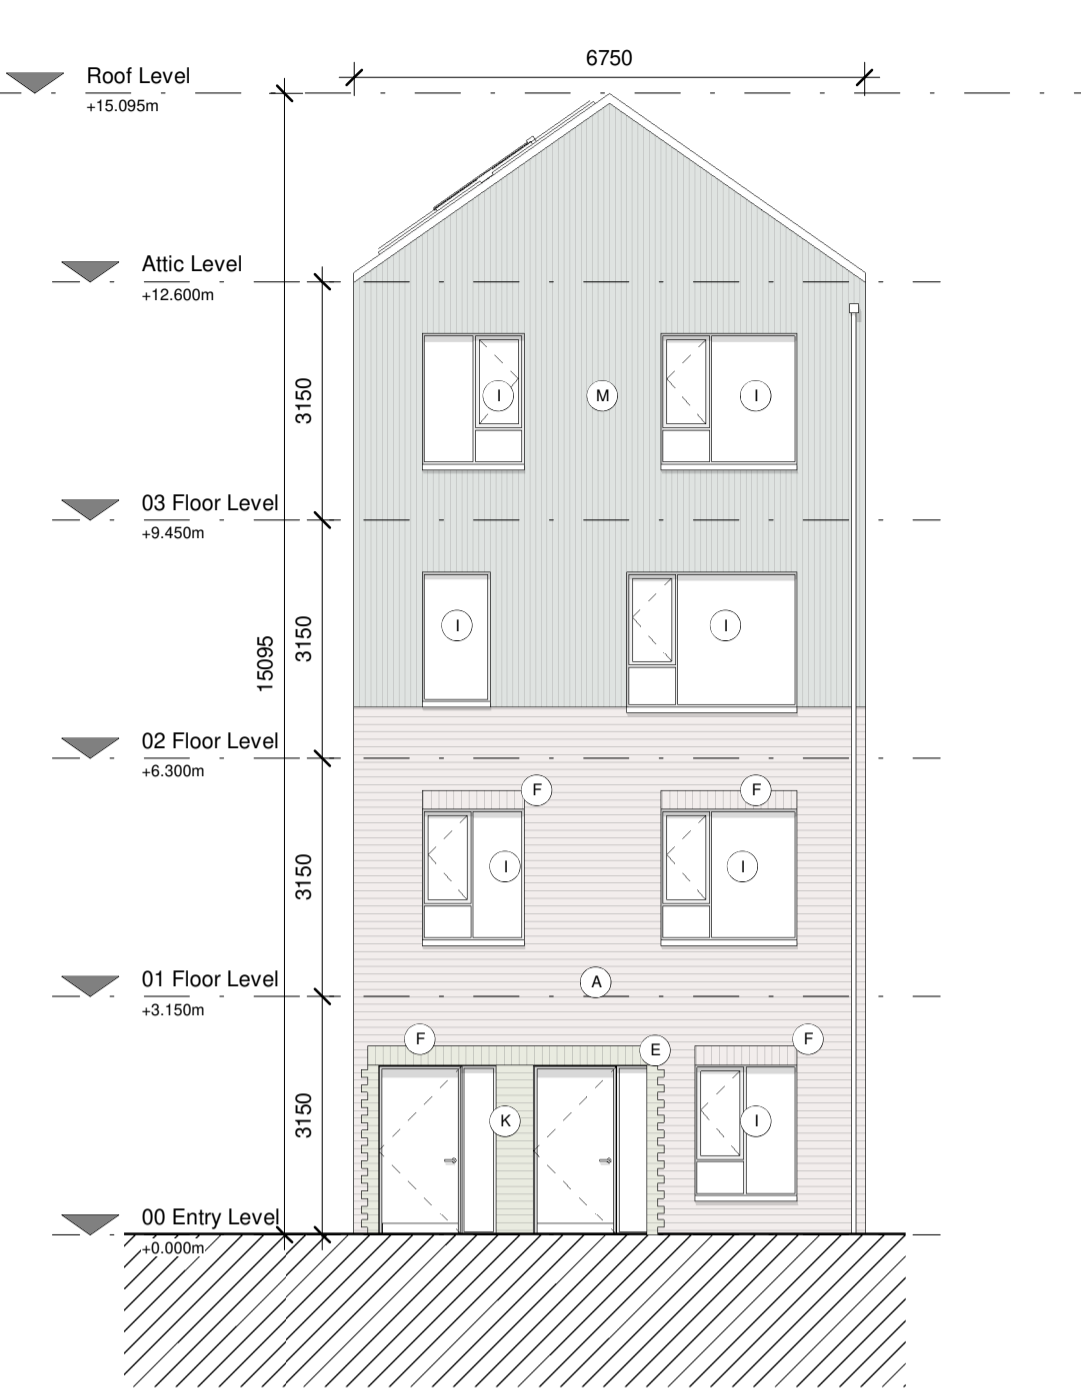 6750
Roof Level
+15.095m
Attic Level
+12.600m
3150
I
M
I
03 Floor Level
+9.450m
3150
15095
I
I
02 Floor Level
+6.300m
F
F
3150
I
I
01 Floor Level
+3.150m
A
F
E
F
3150
K
I
00 Entry Level
+0.000m